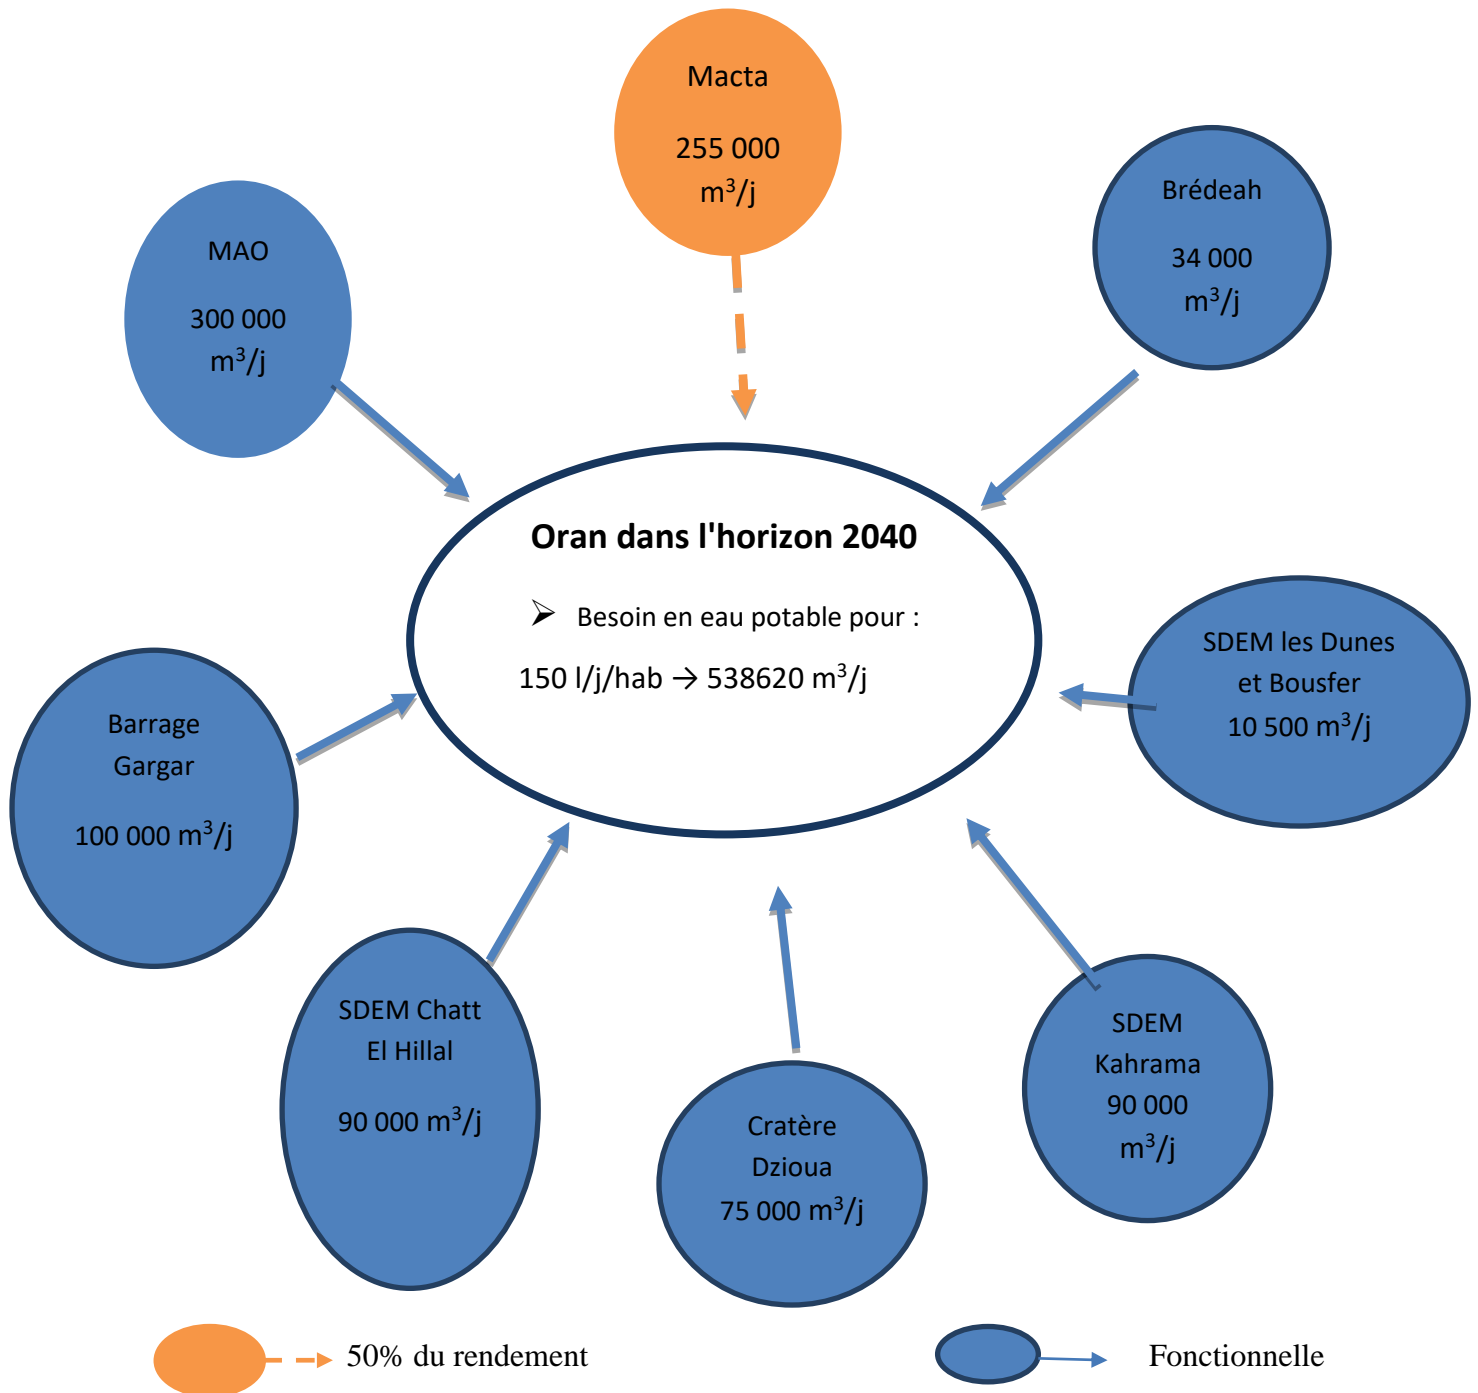 Macta
255 000
m³/j
Brédeah
34 000
m³/j
MAO
300 000
m³/j
Oran dans l'horizon 2040
➢ Besoin en eau potable pour :
150 l/j/hab → 538620 m³/j
SDEM les Dunes
et Bousfer
10 500 m³/j
Barrage
Gargar
100 000 m³/j
SDEM Chatt
El Hillal
90 000 m³/j
Cratère
Dzioua
75 000 m³/j
SDEM
Kahrama
90 000
m³/j
50% du rendement
Fonctionnelle